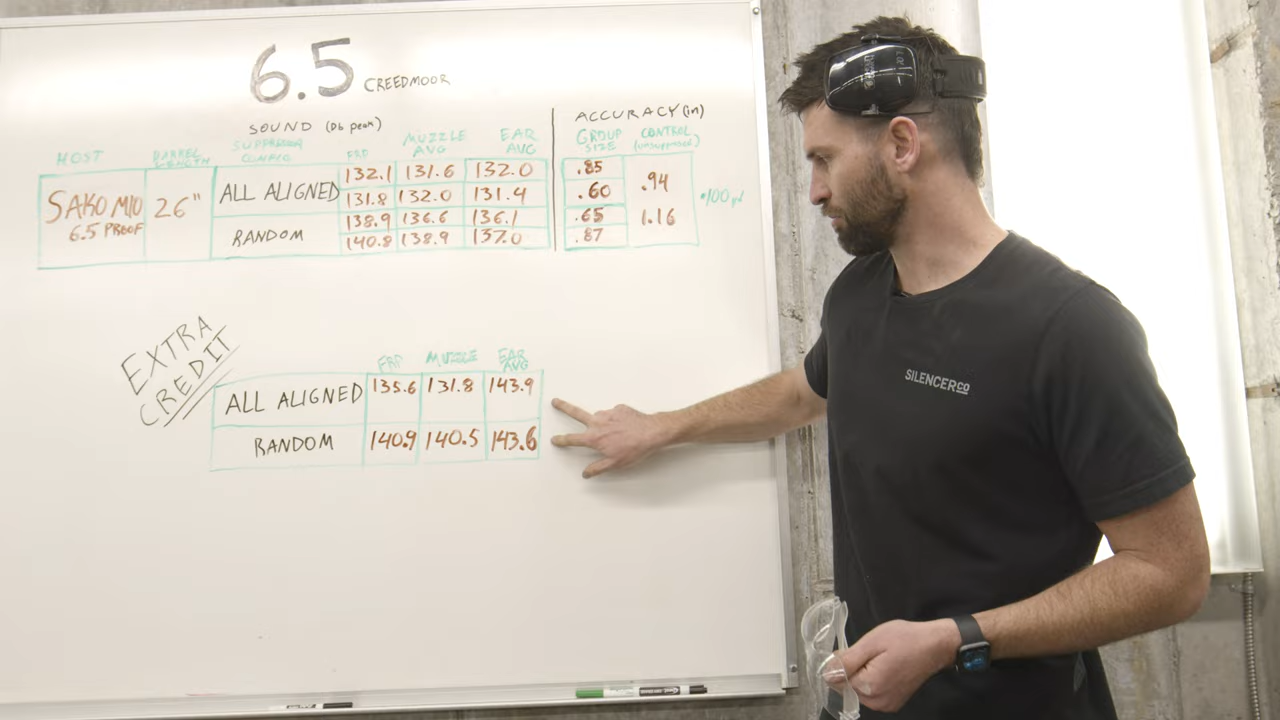 6.5 CREEDMOOR
SOUND (Db peak)
ACCURACY (in)
HOST BARREL LENGTH SUPPRESSOR CONFIG FRP MUZZLE AVG EAR AVG GROUP SIZE CONTROL (unsuppressed)
SAKO M10 6.5 PROOF 26" ALL ALIGNED 132.1 131.6 132.0 .85 .94
131.8 132.0 131.4 .60
RANDOM 138.9 136.6 136.1 .65 1.16
140.8 138.9 137.0 .87
*100 yd
EXTRA
CREDIT
FRP MUZZLE EAR AVG
ALL ALIGNED 135.6 131.8 143.9
RANDOM 140.9 140.5 143.6
SILENCERCO